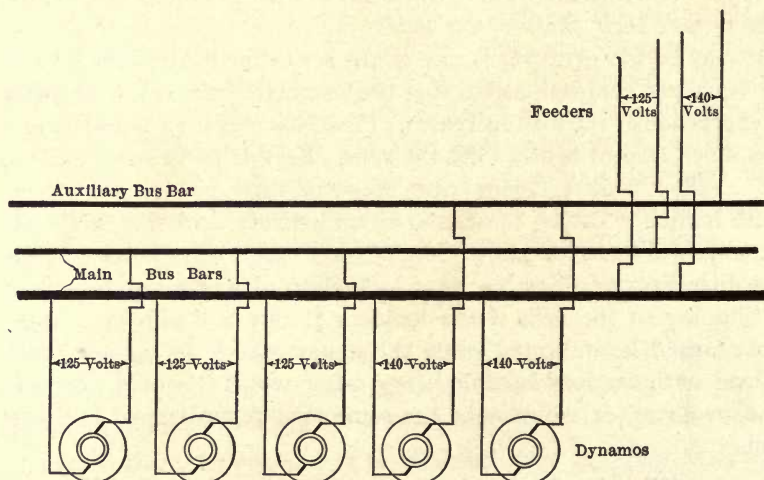 Feeders
125
Volts
140
Volts
Auxiliary Bus Bar
Main Bus Bars
125 Volts
125 Volts
125 Volts
140 Volts
140 Volts
Dynamos